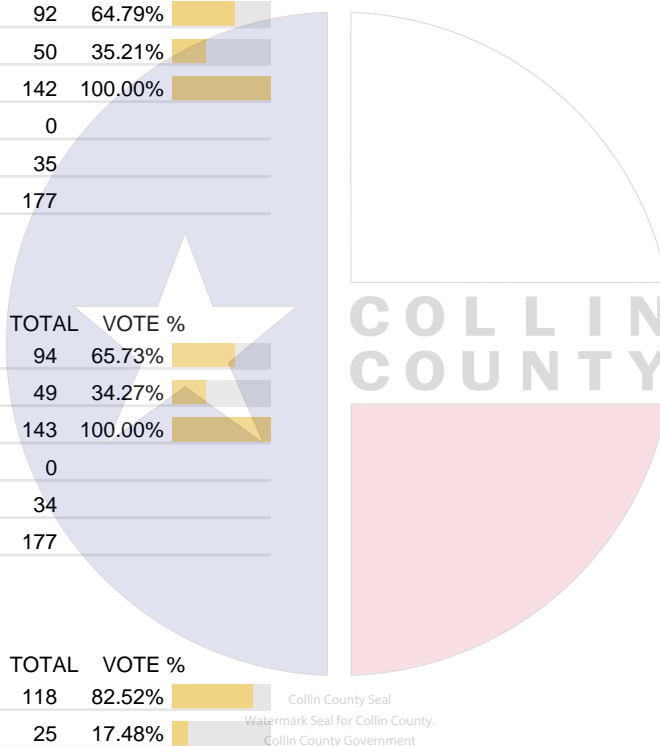 92 64.79%
50 35.21%
142 100.00%
0
35
177
TOTAL VOTE %
94 65.73%
49 34.27%
143 100.00%
0
34
177
COLLIN
COUNTY
TOTAL VOTE %
118 82.52%
25 17.48%
Collin County Seal
Watermark Seal for Collin County.
Collin County Government